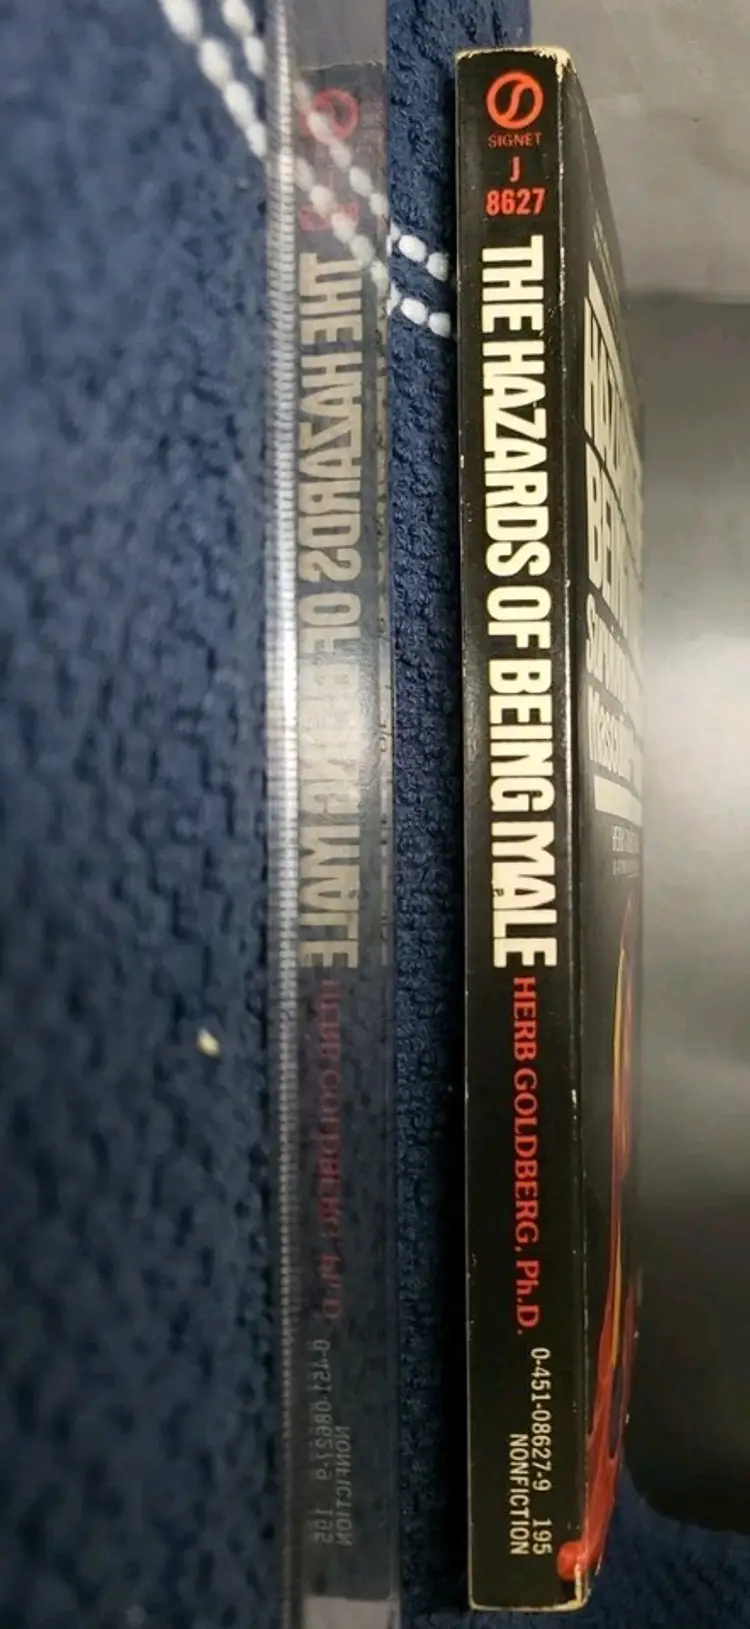 SIGNET
J
8627
THE HAZARDS OF BEING MALE
HERB GOLDBERG, Ph.D.
0-451-08627-9 195
NONFICTION